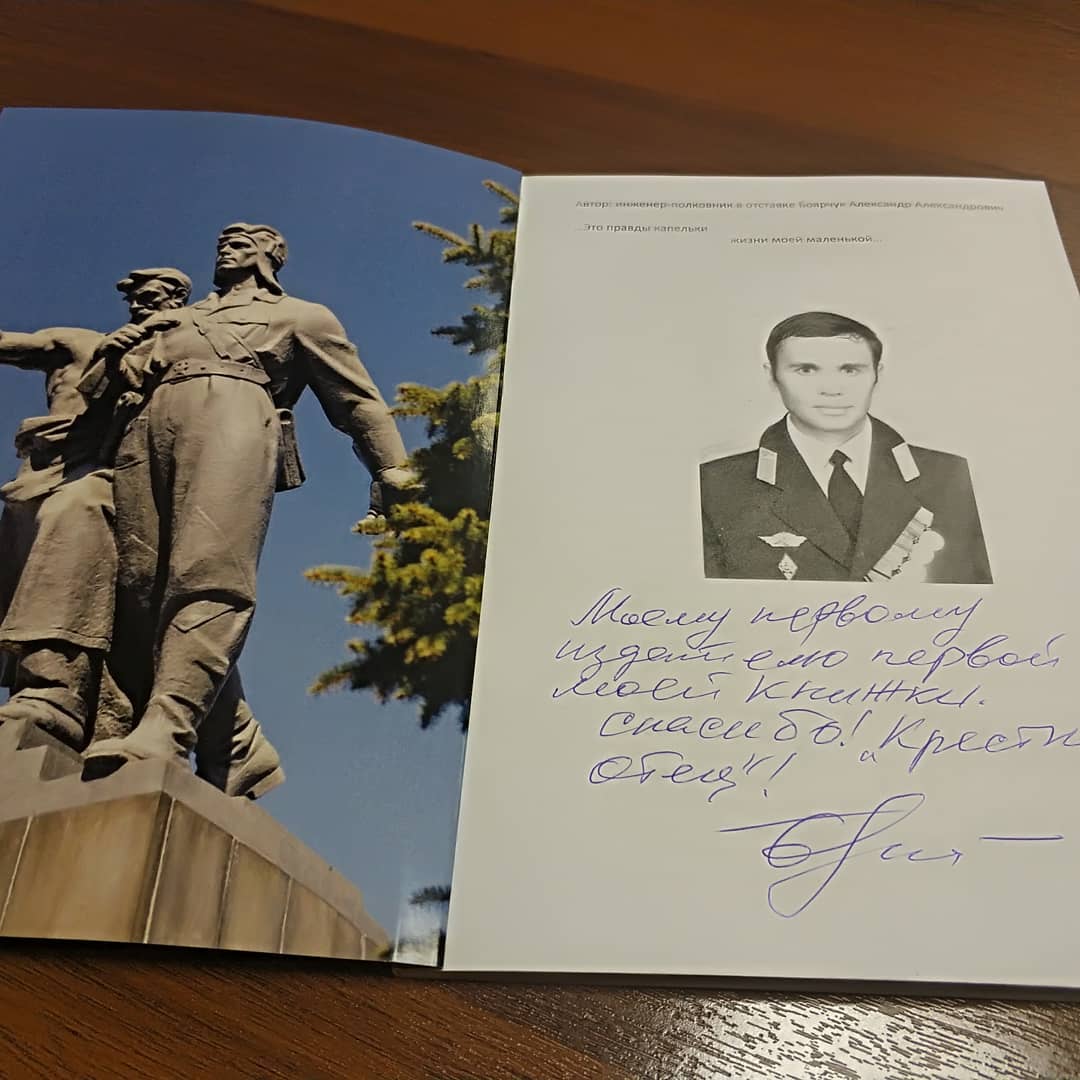 Автор: инженер-полковник в отставке Боярчук Александр Александрович
...Это правды капельки
жизни моей маленькой...
Моему первому
издателю первой
моей книжки.
Спасибо! "Крестн
отец"!